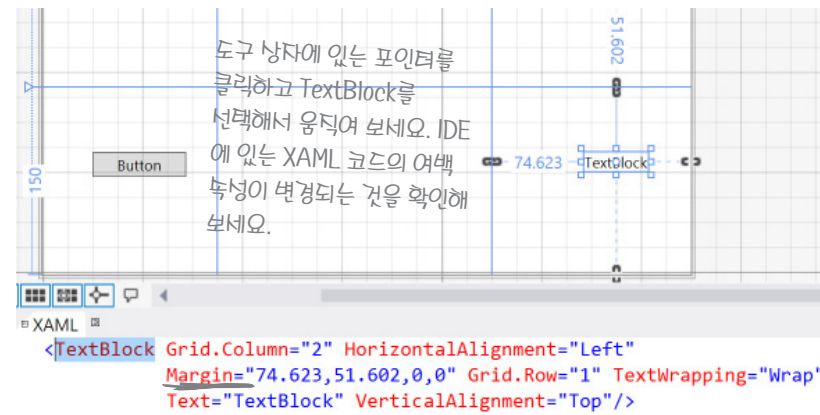 51.602
도구 상자에 있는 포인터를
클릭하고 TextBlock를
선택해서 움직여 보세요. IDE
에 있는 XAML 코드의 여백
속성이 변경되는 것을 확인해
보세요.
Button
74.623
TextBlock
150
XAML
<TextBlock Grid.Column="2" HorizontalAlignment="Left"
Margin="74.623,51.602,0,0" Grid.Row="1" TextWrapping="Wrap"
Text="TextBlock" VerticalAlignment="Top"/>